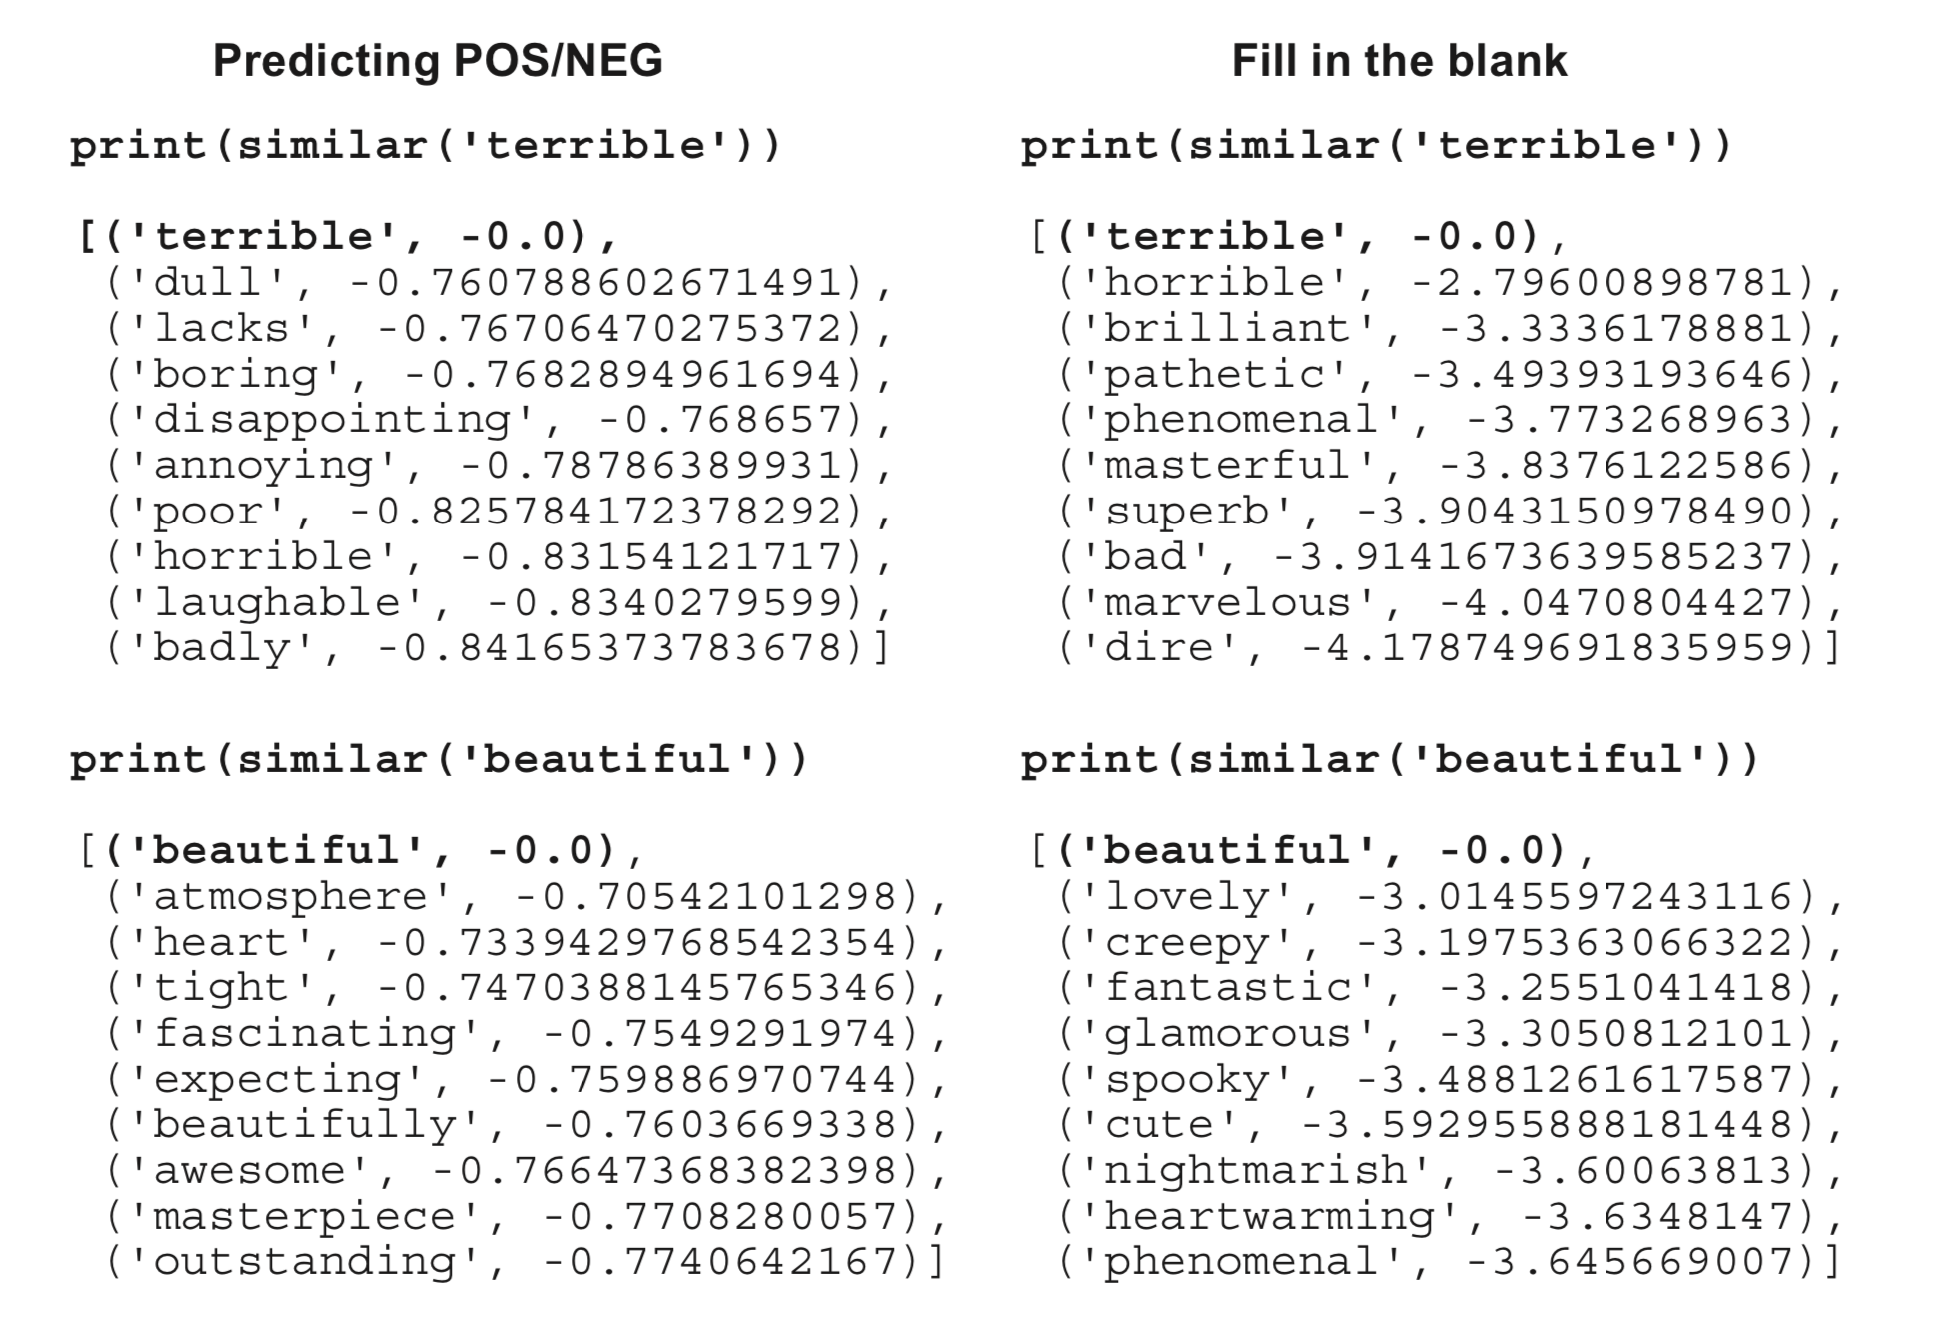 Predicting POS/NEG
print(similar('terrible'))
[('terrible', -0.0),
('dull', -0.760788602671491),
('lacks', -0.76706470275372),
('boring', -0.7682894961694),
('disappointing', -0.768657),
('annoying', -0.78786389931),
('poor', -0.825784172378292),
('horrible', -0.83154121717),
('laughable', -0.8340279599),
('badly', -0.84165373783678)]
print(similar('beautiful'))
[('beautiful', -0.0),
('atmosphere', -0.70542101298),
('heart', -0.7339429768542354),
('tight', -0.7470388145765346),
('fascinating', -0.7549291974),
('expecting', -0.759886970744),
('beautifully', -0.7603669338),
('awesome', -0.76647368382398),
('masterpiece', -0.7708280057),
('outstanding', -0.7740642167)]
Fill in the blank
print(similar('terrible'))
[('terrible', -0.0),
('horrible', -2.79600898781),
('brilliant', -3.3336178881),
('pathetic', -3.49393193646),
('phenomenal', -3.773268963),
('masterful', -3.8376122586),
('superb', -3.9043150978490),
('bad', -3.9141673639585237),
('marvelous', -4.0470804427),
('dire', -4.178749691835959)]
print(similar('beautiful'))
[('beautiful', -0.0),
('lovely', -3.0145597243116),
('creepy', -3.1975363066322),
('fantastic', -3.2551041418),
('glamorous', -3.3050812101),
('spooky', -3.4881261617587),
('cute', -3.592955888181448),
('nightmarish', -3.60063813),
('heartwarming', -3.6348147),
('phenomenal', -3.645669007)]